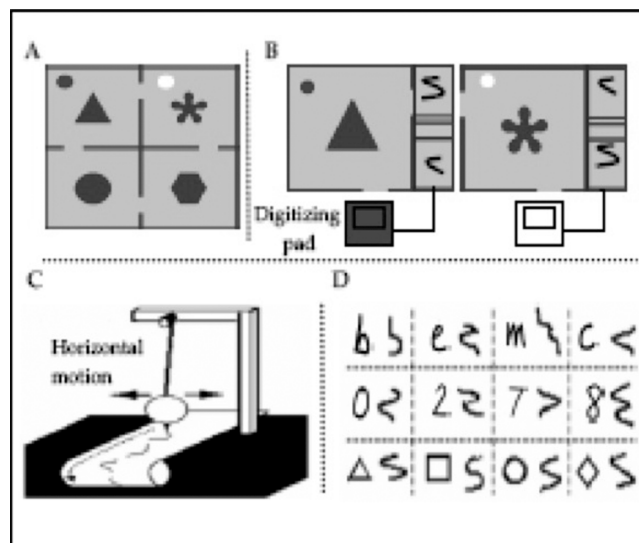 A
B
Digitizing
pad
C
Horizontal
motion
D
b e m c
0 2 7 8